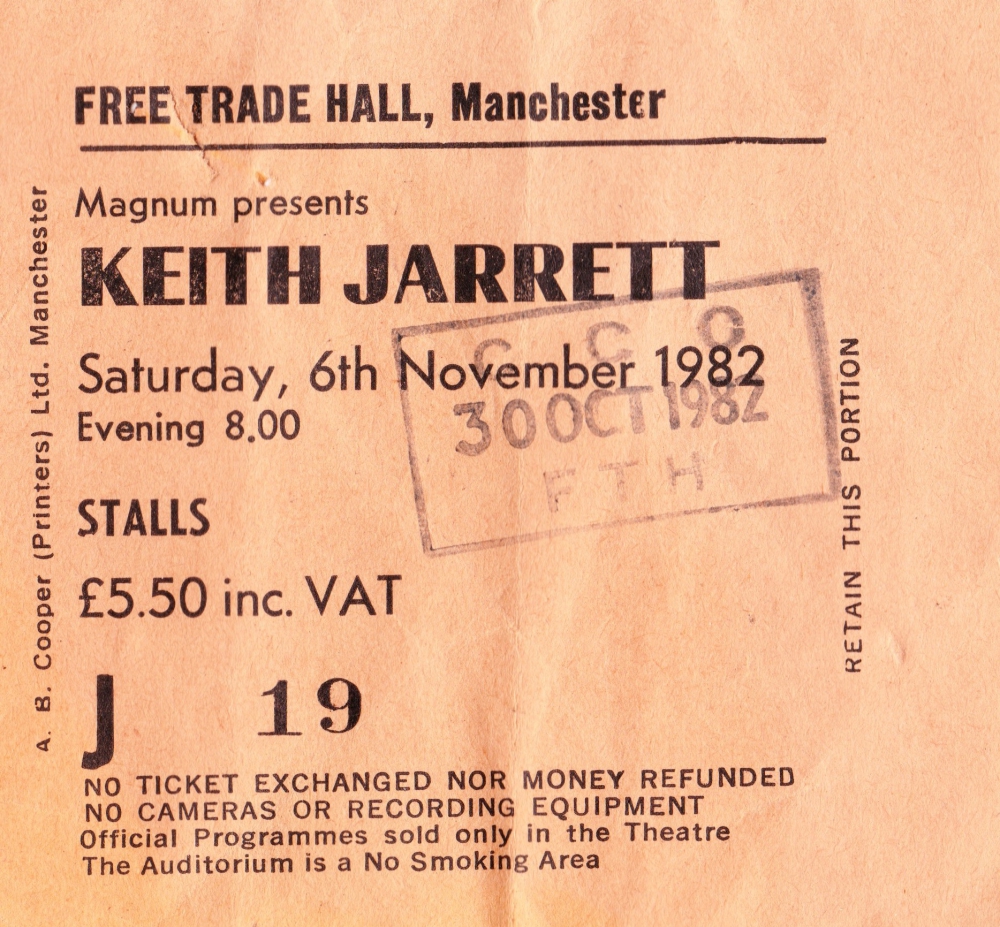 FREE TRADE HALL, Manchester
Magnum presents
KEITH JARRETT
Saturday, 6th November 1982
Evening 8.00
C C O
30 OCT 1982
F T H
STALLS
£5.50 inc. VAT
J 19
NO TICKET EXCHANGED NOR MONEY REFUNDED
NO CAMERAS OR RECORDING EQUIPMENT
Official Programmes sold only in the Theatre
The Auditorium is a No Smoking Area
A. B. Cooper (Printers) Ltd. Manchester
RETAIN THIS PORTION